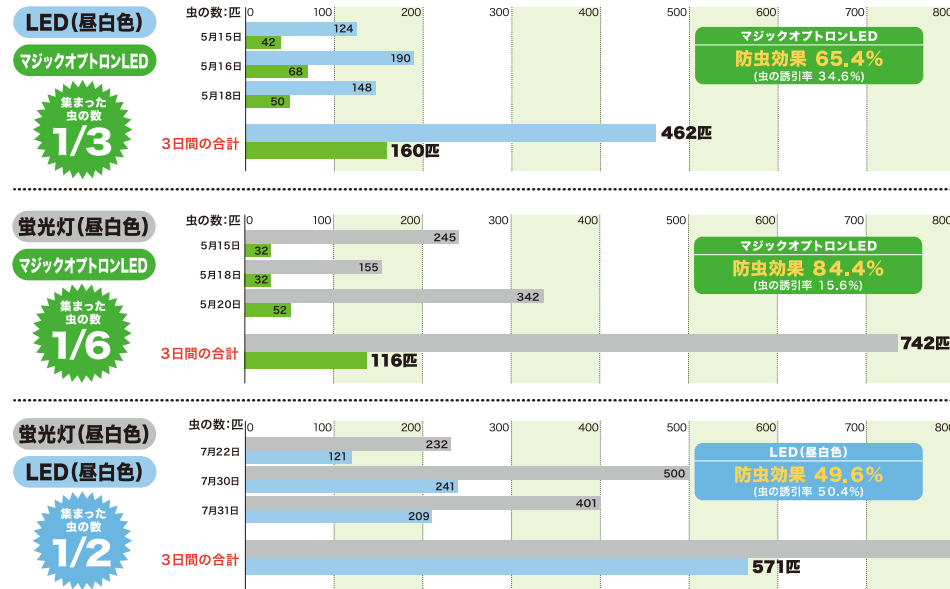 LED(昼白色)
マジックオプトロンLED
集まった
虫の数
1/3
虫の数:匹
0 100 200 300 400 500 600 700 800
5月15日 124
42
5月16日 190
68
5月18日 148
50
3日間の合計 462匹
160匹
マジックオプトロンLED
防虫効果 65.4%
(虫の誘引率 34.6%)
蛍光灯(昼白色)
マジックオプトロンLED
集まった
虫の数
1/6
虫の数:匹
0 100 200 300 400 500 600 700 800
5月15日 245
32
5月18日 155
32
5月20日 342
52
3日間の合計 742匹
116匹
マジックオプトロンLED
防虫効果 84.4%
(虫の誘引率 15.6%)
蛍光灯(昼白色)
LED(昼白色)
集まった
虫の数
1/2
虫の数:匹
0 100 200 300 400 500 600 700 800
7月22日 232
121
7月30日 500
241
7月31日 401
209
3日間の合計
571匹
LED(昼白色)
防虫効果 49.6%
(虫の誘引率 50.4%)